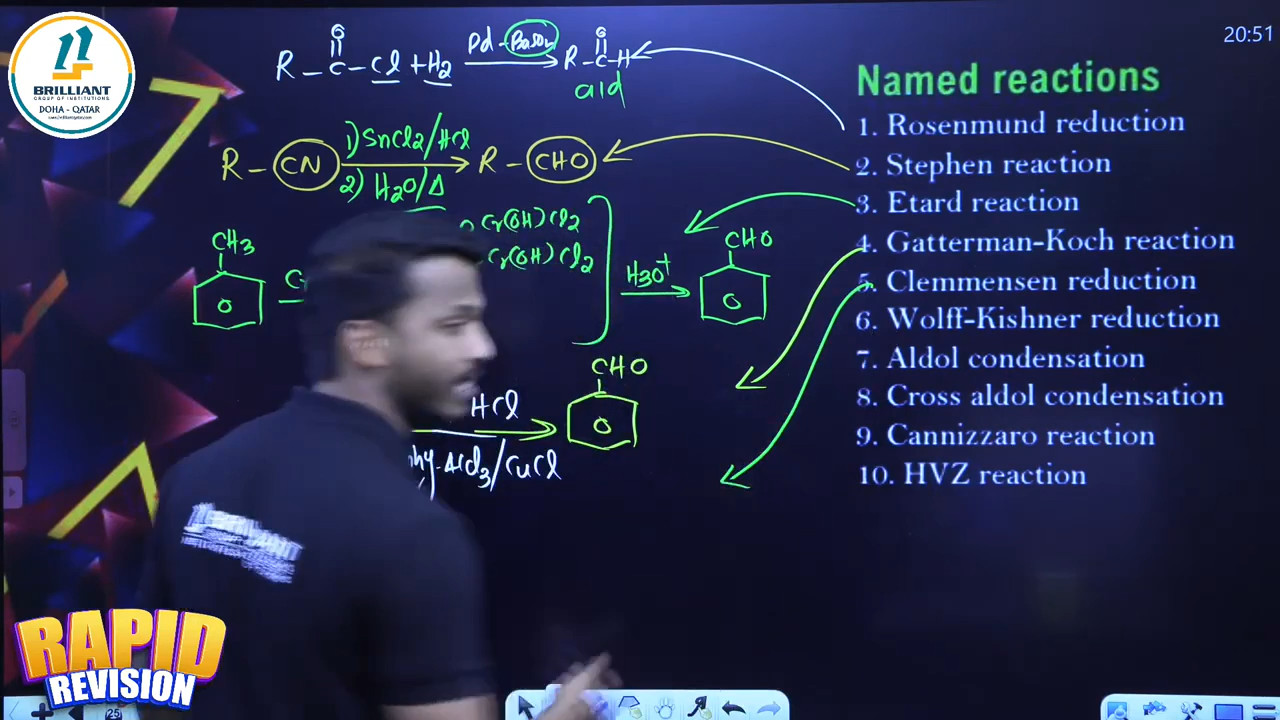 BRILLIANT
GROUP OF INSTITUTIONS
DOHA - QATAR
20:51
O
R - C - Cl + H2 Pd - BaSO4 R - C - H
O
ald
Named reactions
1. Rosenmund reduction
2. Stephen reaction
3. Etard reaction
4. Gatterman-Koch reaction
5. Clemmensen reduction
6. Wolff-Kishner reduction
7. Aldol condensation
8. Cross aldol condensation
9. Cannizzaro reaction
10. HVZ reaction
R - CN 1) SnCl2/HCl R - CHO
2) H2O/Δ
CH3 Cr(OH)Cl2 CHO
Cr(OH)Cl2 H3O+
HCl CHO
AlCl3/CuCl
RAPID
REVISION
25